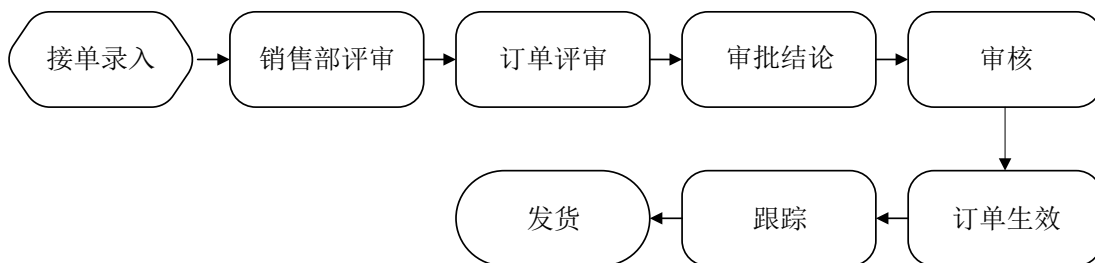 接单录入
销售部评审
订单评审
审批结论
审核
订单生效
跟踪
发货